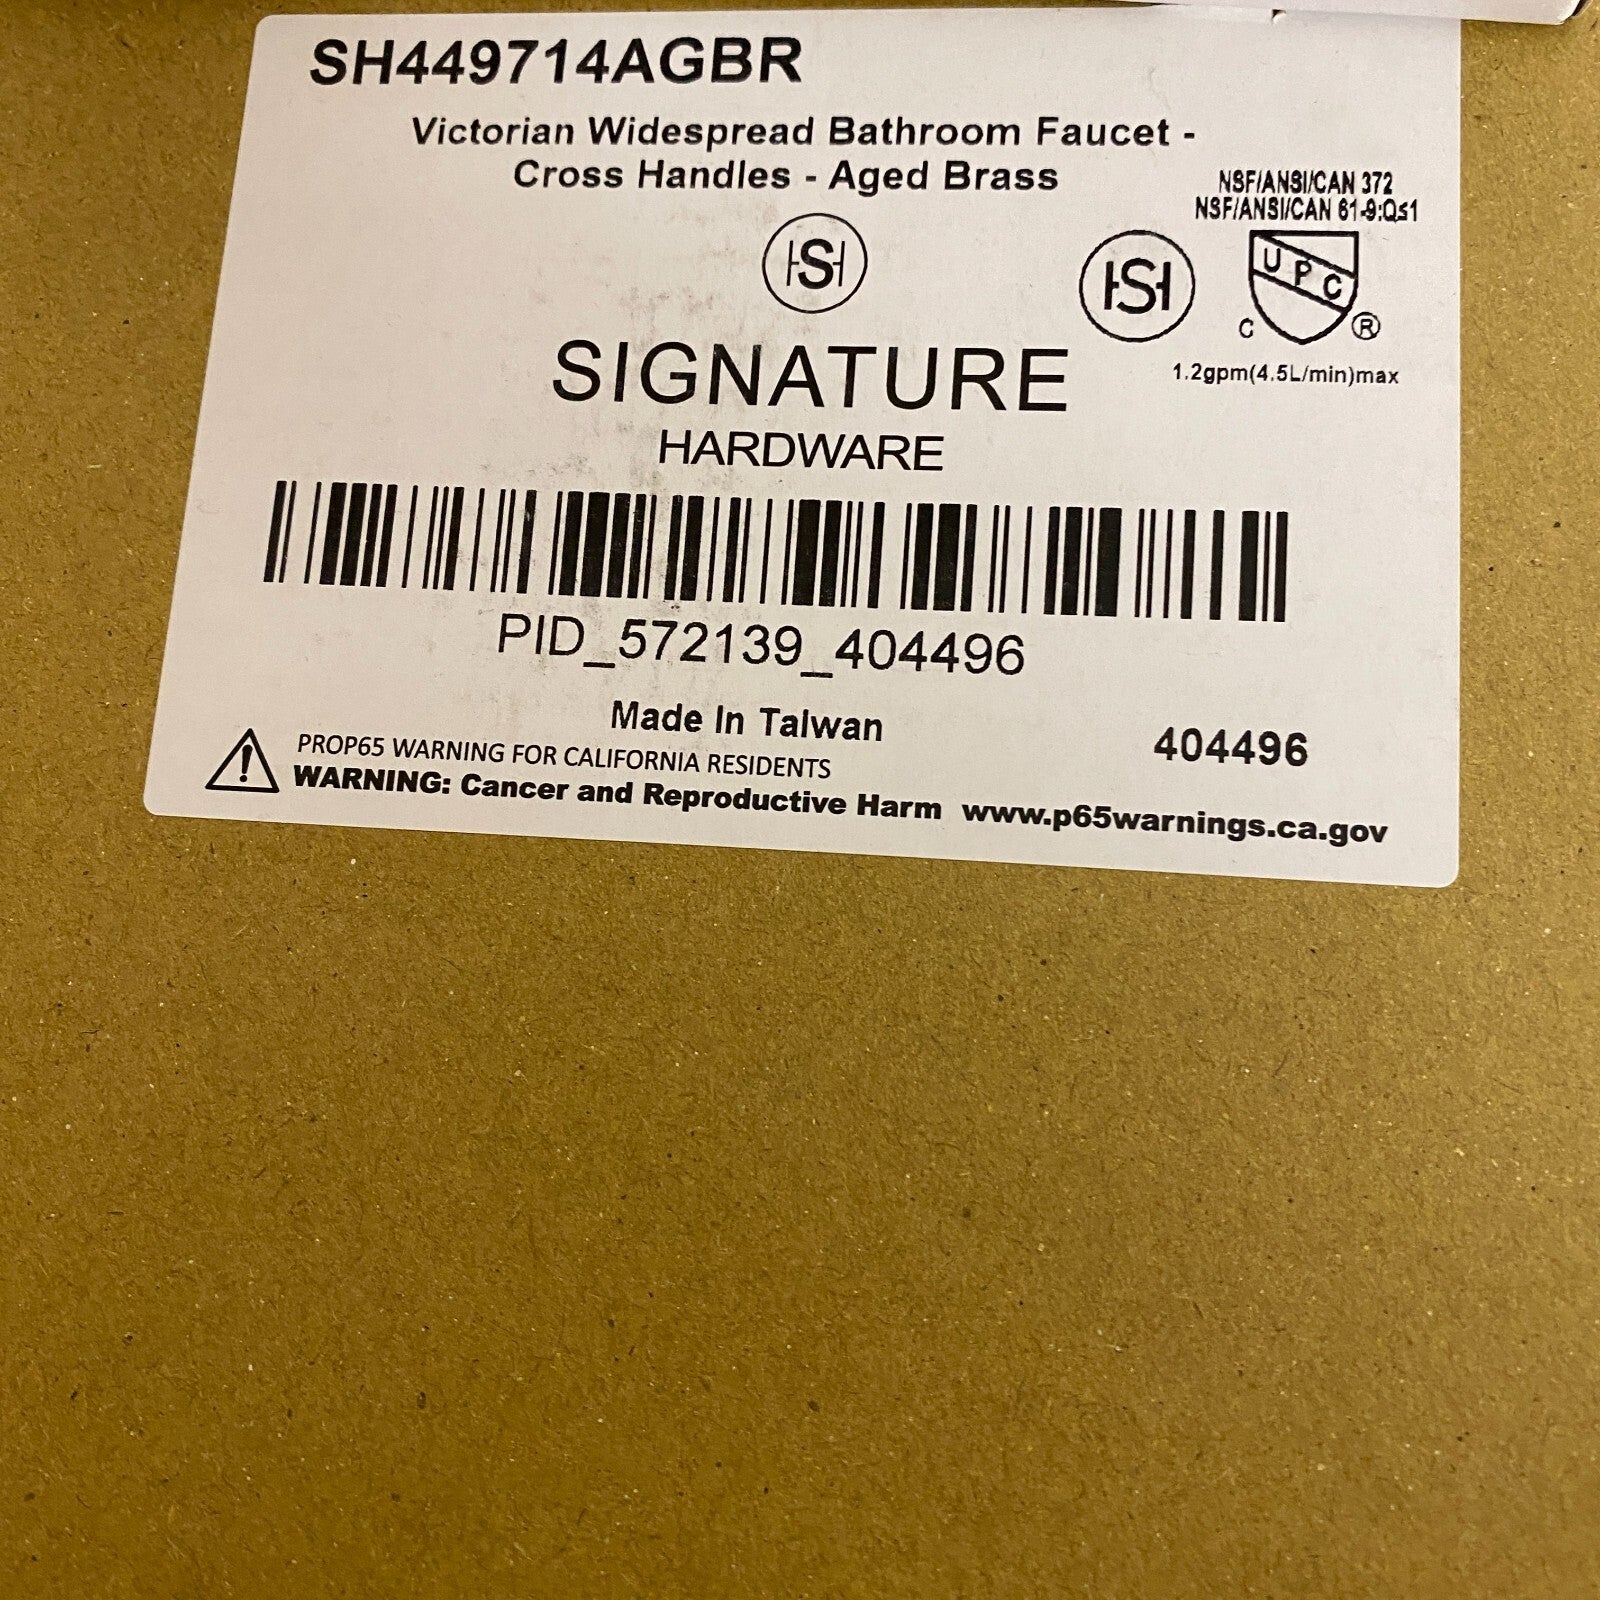 SH449714AGBR
Victorian Widespread Bathroom Faucet -
Cross Handles - Aged Brass
NSF/ANSI/CAN 372
NSF/ANSI/CAN 61-9:Q≤1
HS
HS
UPC
C ®
1.2gpm(4.5L/min)max
SIGNATURE
HARDWARE
PID_572139_404496
Made In Taiwan
404496
PROP65 WARNING FOR CALIFORNIA RESIDENTS
WARNING: Cancer and Reproductive Harm www.p65warnings.ca.gov